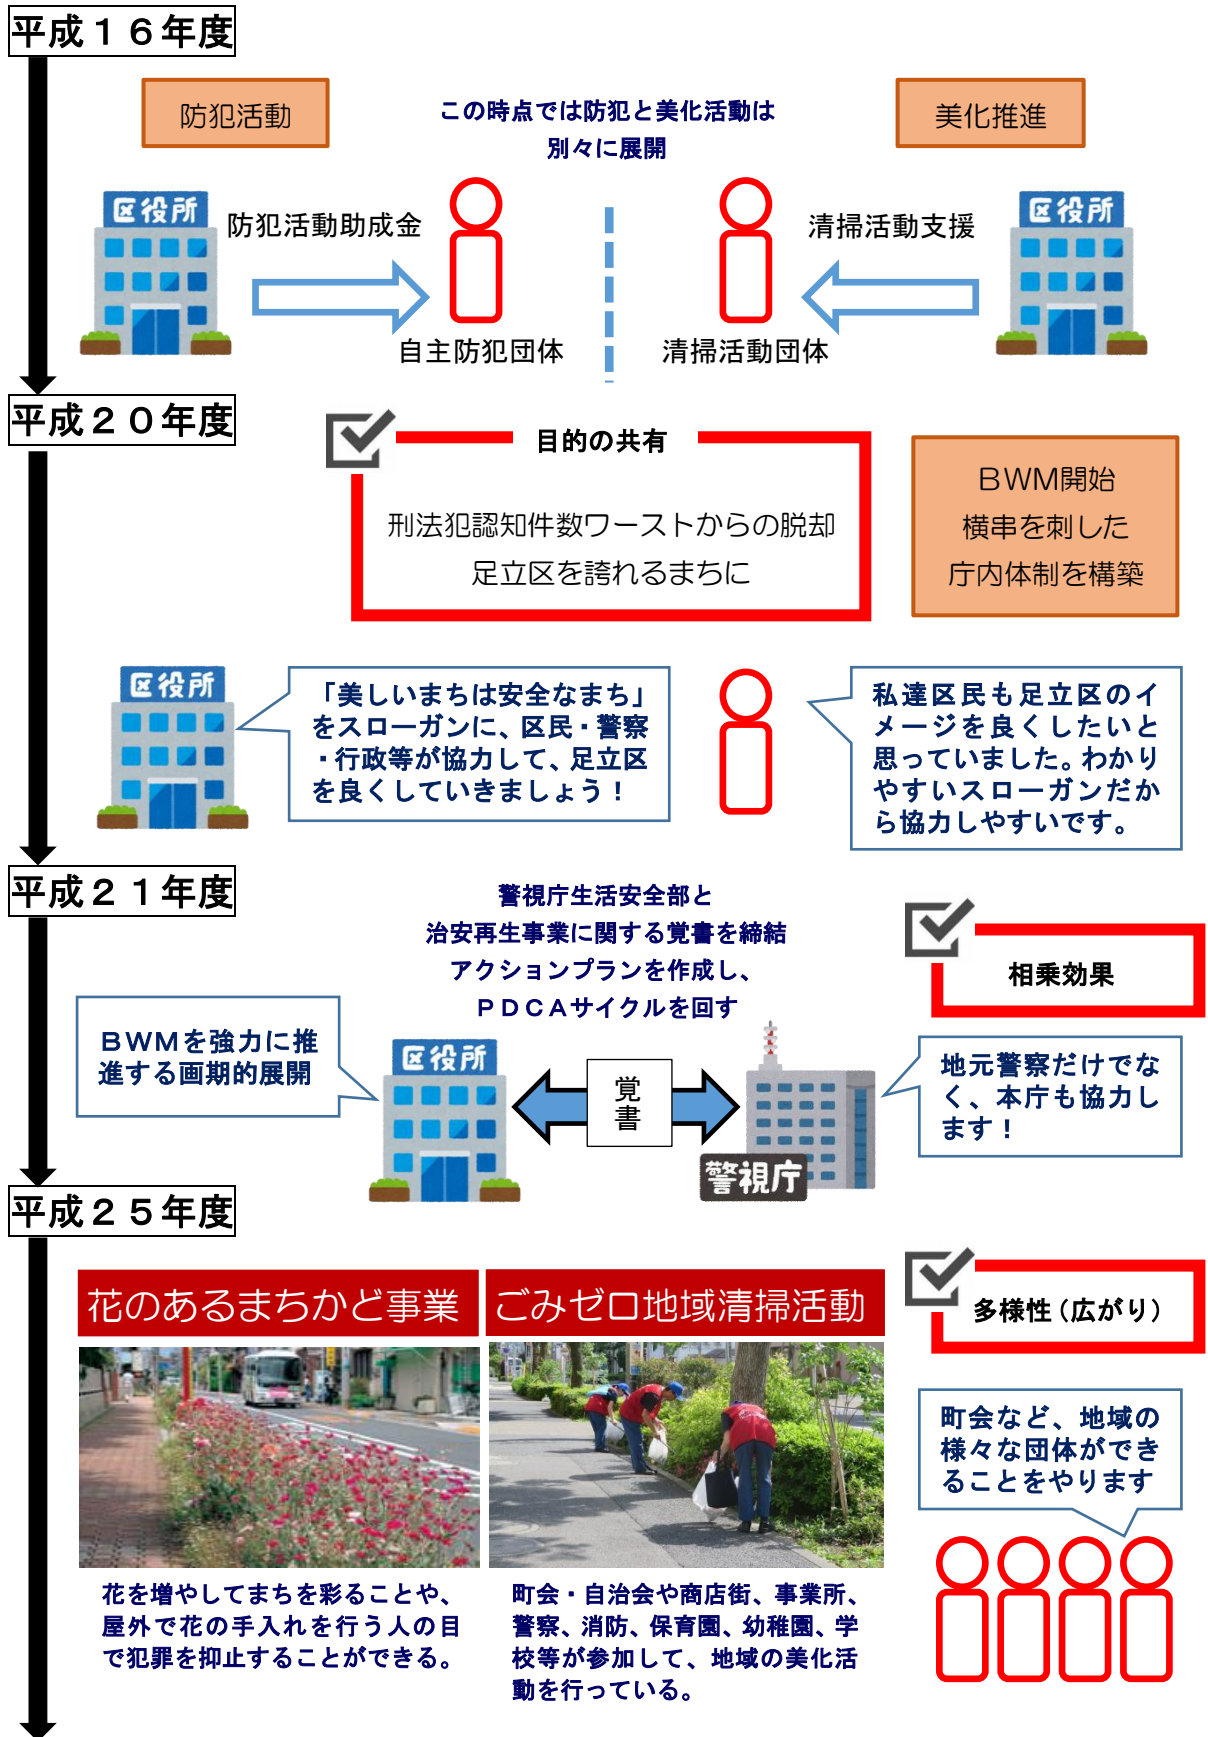 平成１６年度
防犯活動
この時点では防犯と美化活動は
別々に展開
美化推進
区役所
防犯活動助成金
自主防犯団体
清掃活動支援
清掃活動団体
区役所
平成２０年度
目的の共有
刑法犯認知件数ワーストからの脱却
足立区を誇れるまちに
ＢＷＭ開始
横串を刺した
庁内体制を構築
区役所
「美しいまちは安全なまち」
をスローガンに、区民・警察
・行政等が協力して、足立区
を良くしていきましょう！
私達区民も足立区のイ
メージを良くしたいと
思っていました。わかり
やすいスローガンだか
ら協力しやすいです。
平成２１年度
警視庁生活安全部と
治安再生事業に関する覚書を締結
アクションプランを作成し、
ＰＤＣＡサイクルを回す
相乗効果
ＢＷＭを強力に推
進する画期的展開
区役所
覚
書
警視庁
地元警察だけでな
く、本庁も協力し
ます！
平成２５年度
花のあるまちかど事業
ごみゼロ地域清掃活動
多様性（広がり）
町会など、地域の
様々な団体ができ
ることをやります
花を増やしてまちを彩ることや、
屋外で花の手入れを行う人の目
で犯罪を抑止することができる。
町会・自治会や商店街、事業所、
警察、消防、保育園、幼稚園、学
校等が参加して、地域の美化活
動を行っている。